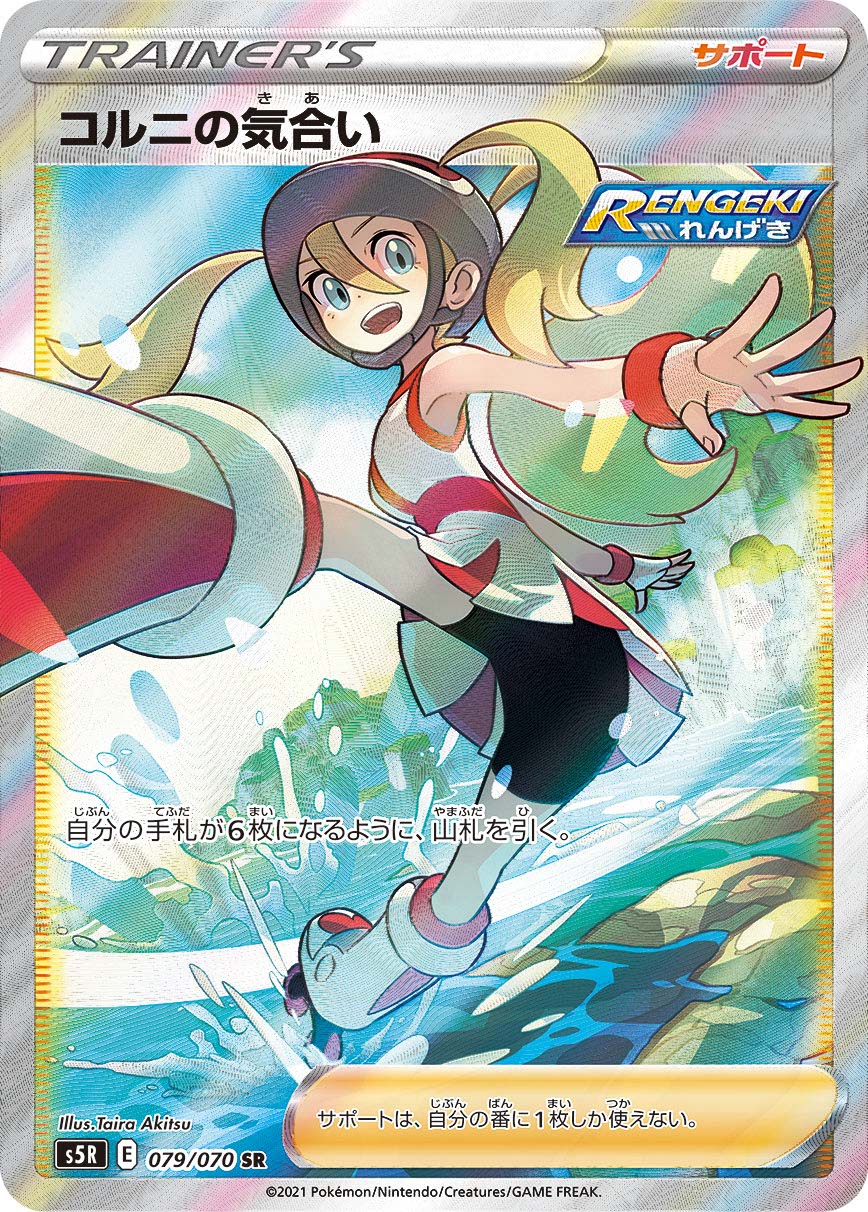 TRAINER'S サポート
きあ
コルニの気合い
RENGEKI
れんげき
じぶん てふだ まい やまふだ ひ
自分の手札が6枚になるように、山札を引く。
じぶん ばん まい つか
サポートは、自分の番に1枚しか使えない。
Illus.Taira Akitsu
s5R E 079/070 SR
©2021 Pokémon/Nintendo/Creatures/GAME FREAK.